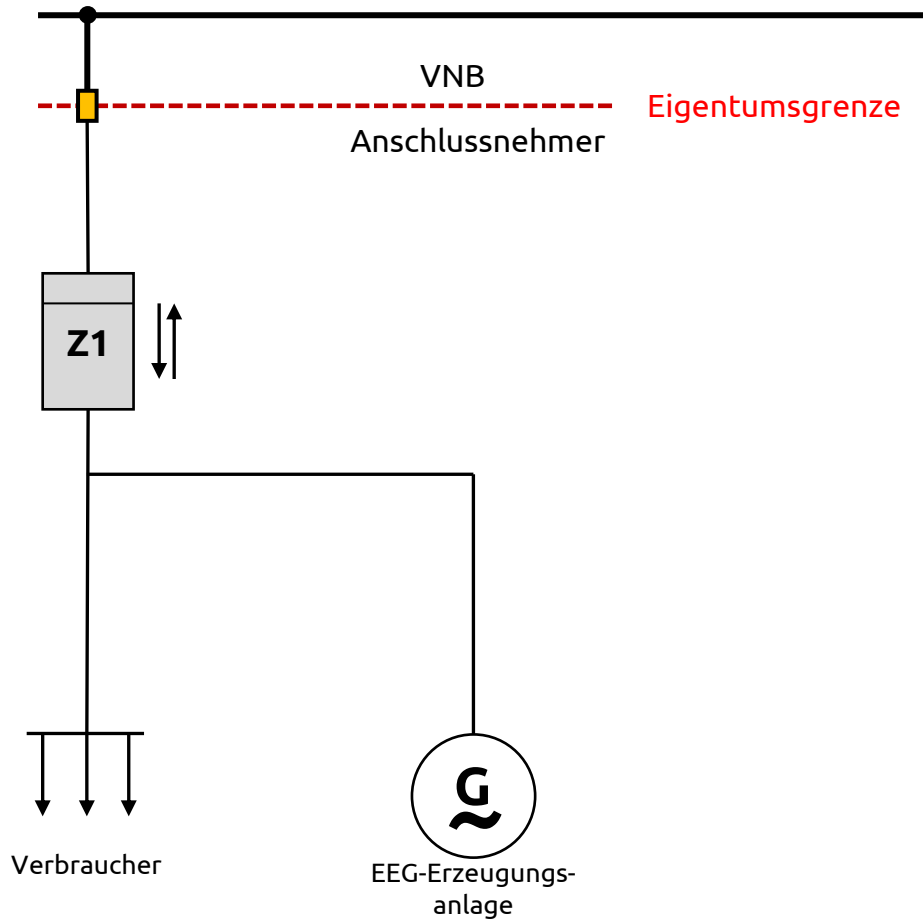 VNB
Eigentumsgrenze
Anschlussnehmer
Z1
G
Verbraucher
EEG-Erzeugungs-
anlage